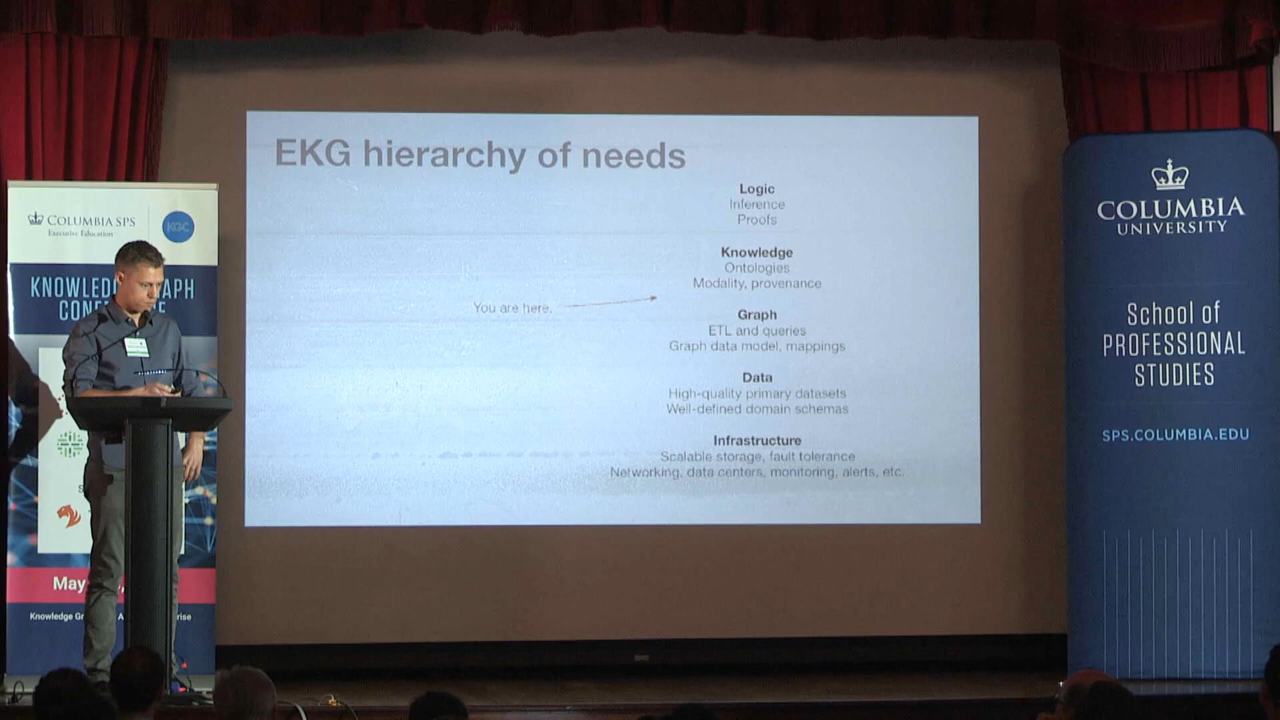 EKG hierarchy of needs
Logic
Inference
Proofs
Knowledge
Ontologies
Modality, provenance
You are here.
Graph
ETL and queries
Graph data model, mappings
Data
High-quality primary datasets
Well-defined domain schemas
Infrastructure
Scalable storage, fault tolerance
Networking, data centers, monitoring, alerts, etc.
COLUMBIA SPS
Executive Education
KGC
May
COLUMBIA
UNIVERSITY
School of
PROFESSIONAL
STUDIES
SPS.COLUMBIA.EDU